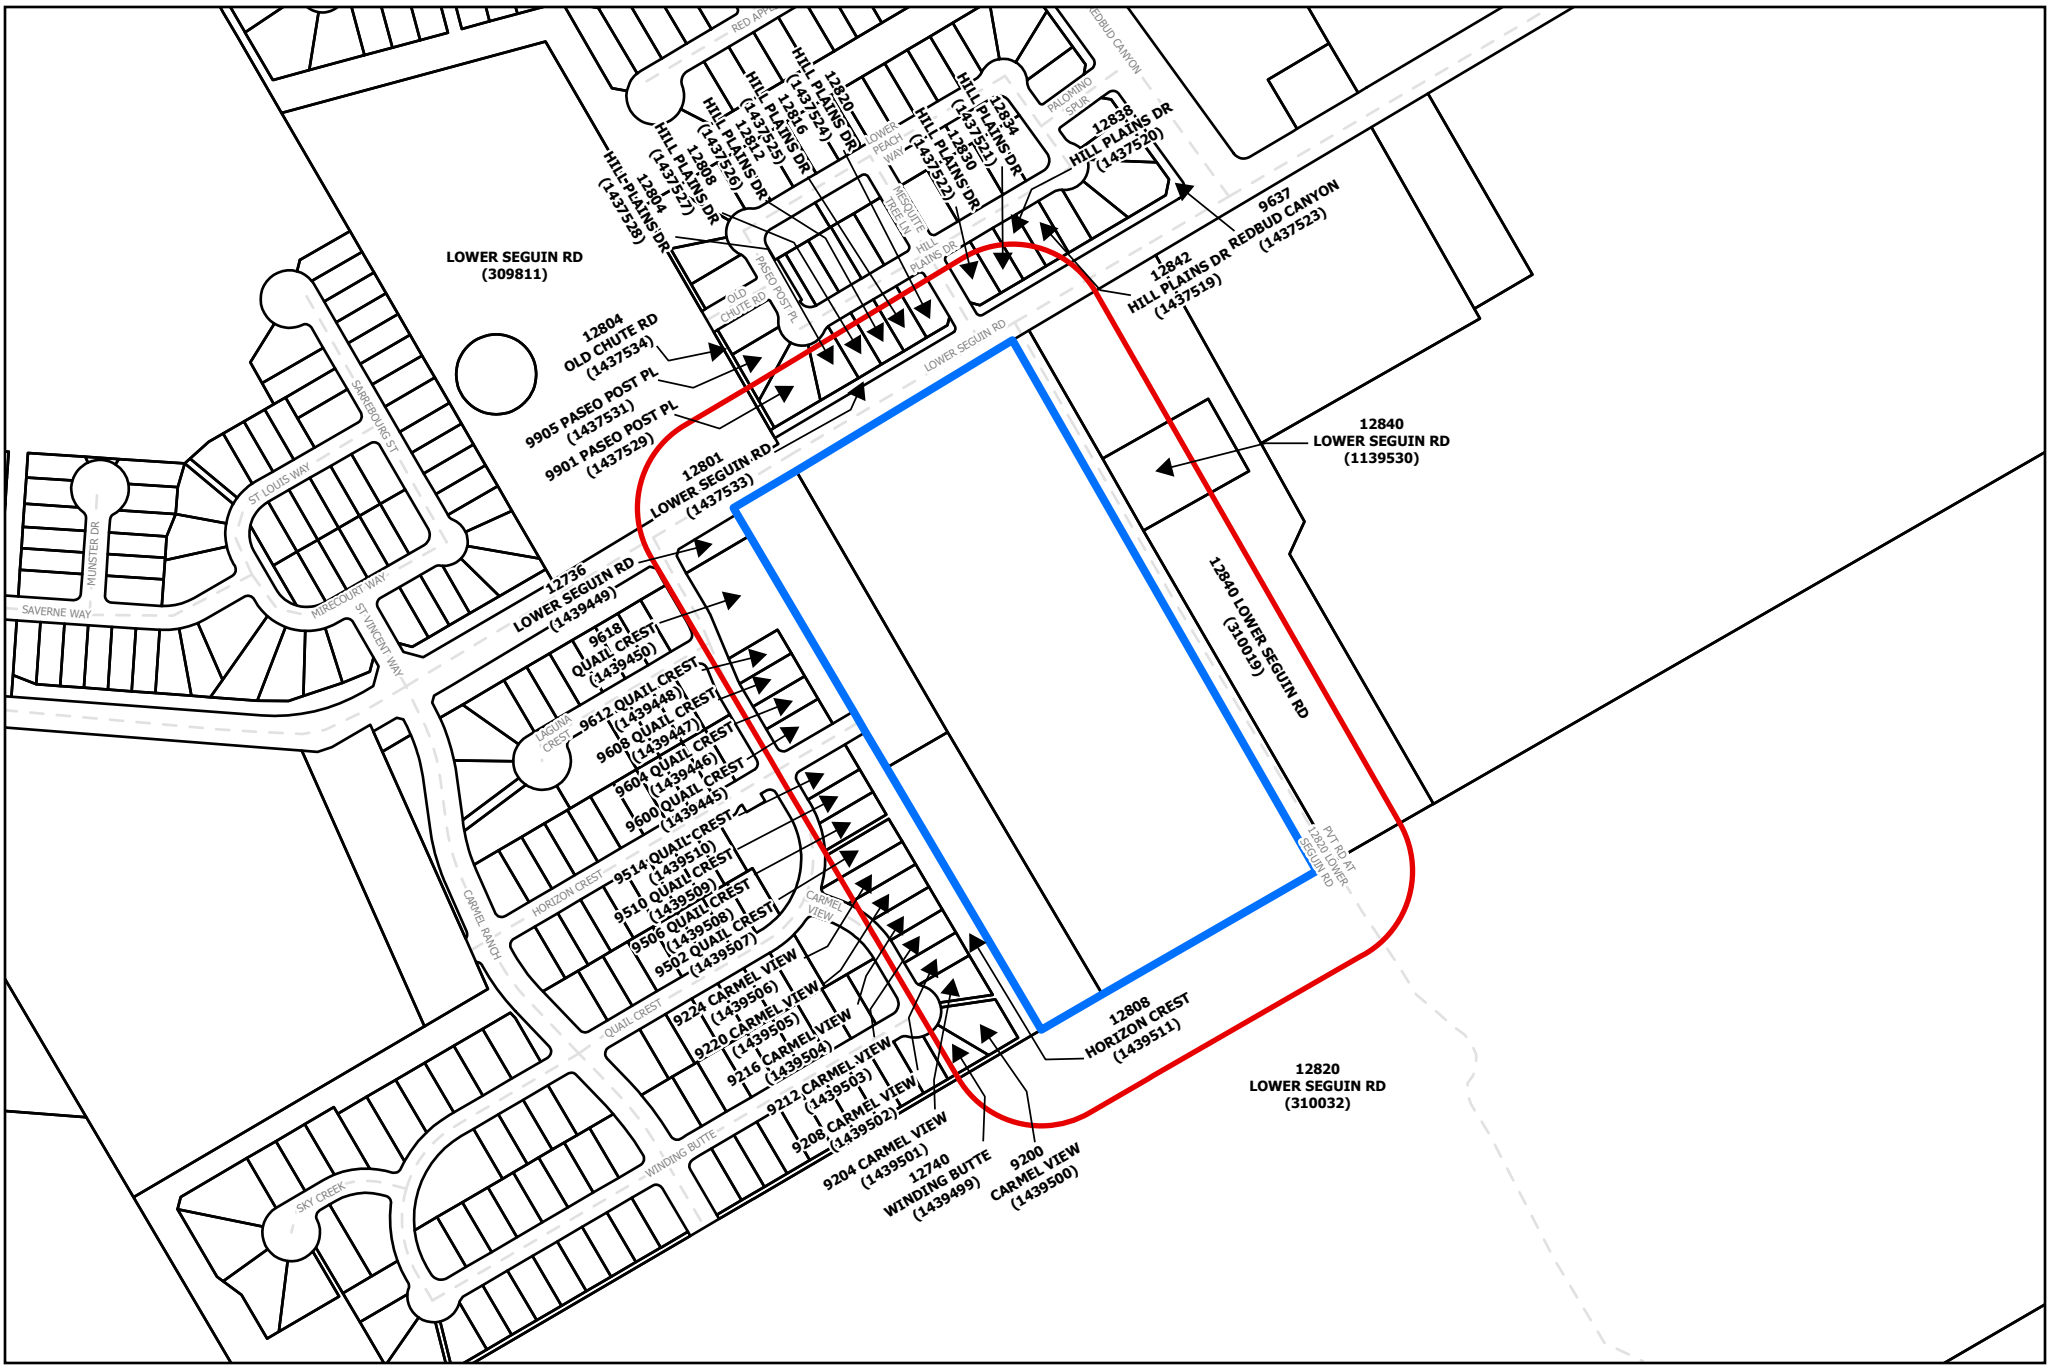 RED APPLE
REDBUD CANYON
PALOMINO
SPUR
LOWER
PEACH
WAY
MESQUITE
TREE LN
HILL
PLAINS DR
PASEO POST PL
OLD
CHUTE RD
LOWER SEGUIN RD
12820
HILL PLAINS DR
(1437524)
12816
HILL PLAINS DR
(1437525)
12812
HILL PLAINS DR
(1437526)
12808
HILL PLAINS DR
(1437527)
12804
HILL PLAINS DR
(1437528)
12834
HILL PLAINS DR
(1437521)
12830
HILL PLAINS DR
(1437522)
12838
HILL PLAINS DR
(1437520)
9637
REDBUD CANYON
(1437523)
12842
HILL PLAINS DR
(1437519)
LOWER SEGUIN RD
(309811)
12804
OLD CHUTE RD
(1437534)
9905 PASEO POST PL
(1437531)
9901 PASEO POST PL
(1437529)
12801
LOWER SEGUIN RD
(1437533)
12840
LOWER SEGUIN RD
(1139530)
12840 LOWER SEGUIN RD
(310019)
SARREBOURG ST
ST LOUIS WAY
MUNSTER DR
MIRECOURT WAY
SAVERNE WAY
ST VINCENT WAY
12736
LOWER SEGUIN RD
(1439449)
9618
QUAIL CREST
(1439450)
9612 QUAIL CREST
(1439448)
9608 QUAIL CREST
(1439447)
9604 QUAIL CREST
(1439446)
9600 QUAIL CREST
(1439445)
9514 QUAIL CREST
(1439510)
9510 QUAIL CREST
(1439509)
9506 QUAIL CREST
(1439508)
9502 QUAIL CREST
(1439507)
9224 CARMEL VIEW
(1439506)
9220 CARMEL VIEW
(1439505)
9216 CARMEL VIEW
(1439504)
9212 CARMEL VIEW
(1439503)
9208 CARMEL VIEW
(1439502)
9204 CARMEL VIEW
(1439501)
12740
WINDING BUTTE
(1439499)
9200
CARMEL VIEW
(1439500)
12808
HORIZON CREST
(1439511)
12820
LOWER SEGUIN RD
(310032)
LAGUNA
CREST
HORIZON CREST
CARMEL RANCH
CARMEL
VIEW
QUAIL CREST
WINDING BUTTE
SKY CREEK
PVT RD AT
12820 LOWER
SEGUIN RD